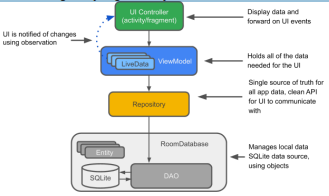 UI Controller
(activity/fragment)
Display data and
forward on UI events
UI is notified of changes
using observation
ViewModel
LiveData
Holds all of the data
needed for the UI
Single source of truth for
all app data, clean API
for UI to communicate
with
Repository
RoomDatabase
Entity
SQLite
DAO
Manages local data
SQLite data source,
using objects